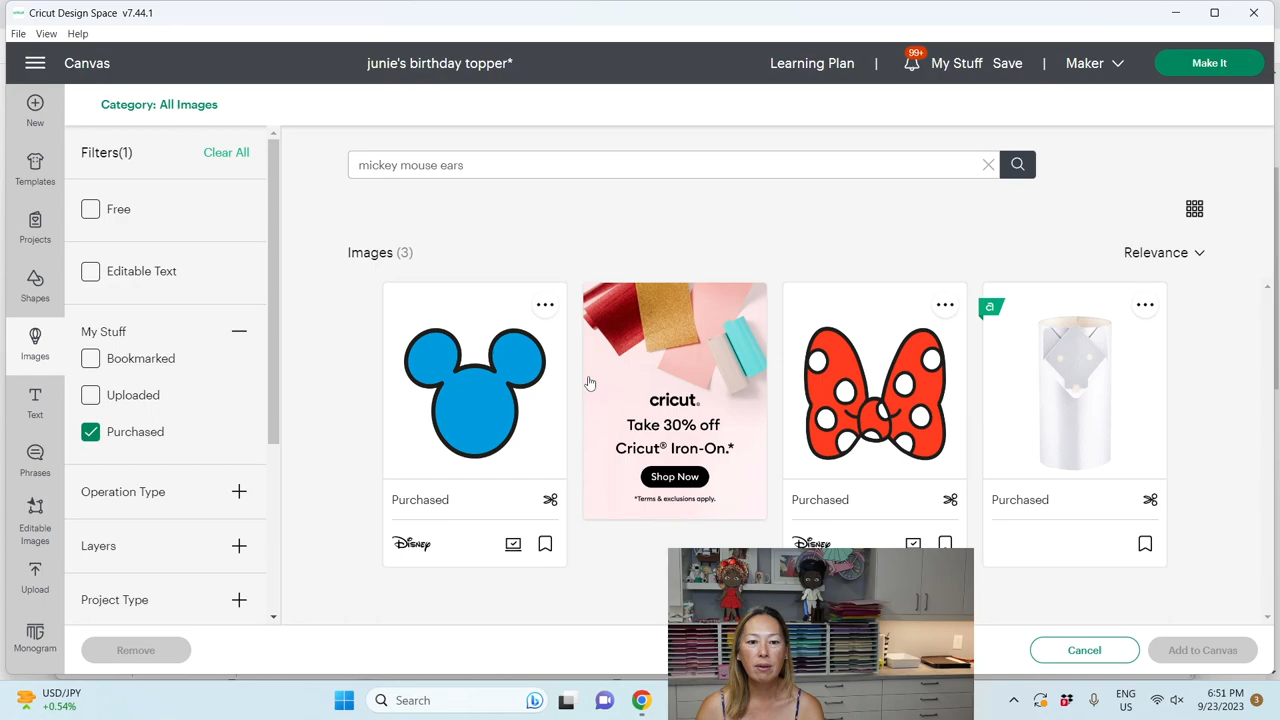 Cricut Design Space v7.44.1
File View Help
Canvas
junie's birthday topper*
Learning Plan | 99+ My Stuff Save | Maker Make It
New
Templates
Projects
Shapes
Images
Text
Phrases
Editable
Images
Upload
Monogram
Category: All Images
Filters(1) Clear All
Free
Editable Text
My Stuff
Bookmarked
Uploaded
Purchased
Operation Type
Layers
Project Type
Remove
mickey mouse ears
Images (3) Relevance
Purchased
Disney
cricut.
Take 30% off
Cricut® Iron-On.*
Shop Now
*Terms & exclusions apply.
Purchased
Disney
a
Purchased
Cancel Add to Canvas
USD/JPY
+0.54%
Search
ENG
US
6:51 PM
9/23/2023
3